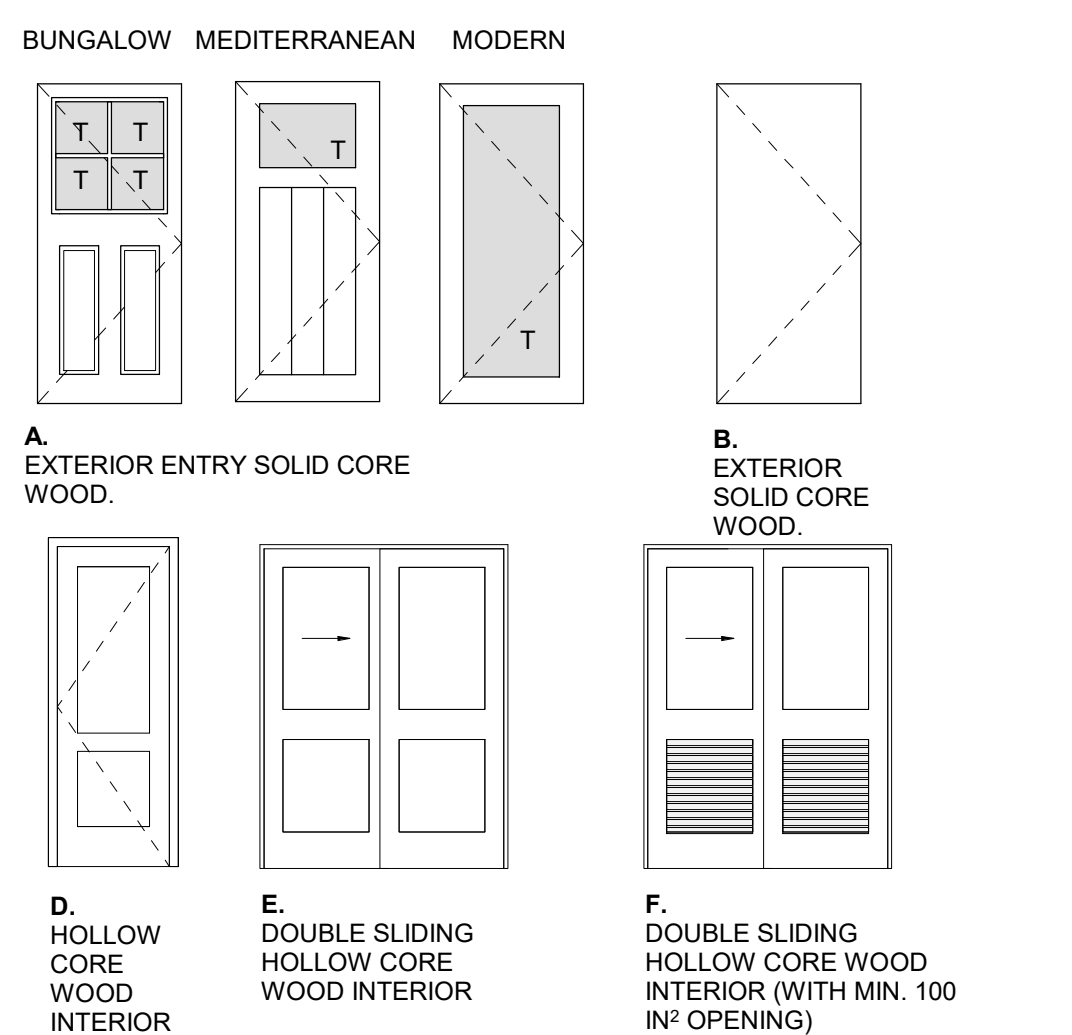 BUNGALOW MEDITERRANEAN MODERN
T T
T T
T
T
A.
EXTERIOR ENTRY SOLID CORE
WOOD.
B.
EXTERIOR
SOLID CORE
WOOD.
D.
HOLLOW
CORE
WOOD
INTERIOR
E.
DOUBLE SLIDING
HOLLOW CORE
WOOD INTERIOR
F.
DOUBLE SLIDING
HOLLOW CORE WOOD
INTERIOR (WITH MIN. 100
IN² OPENING)